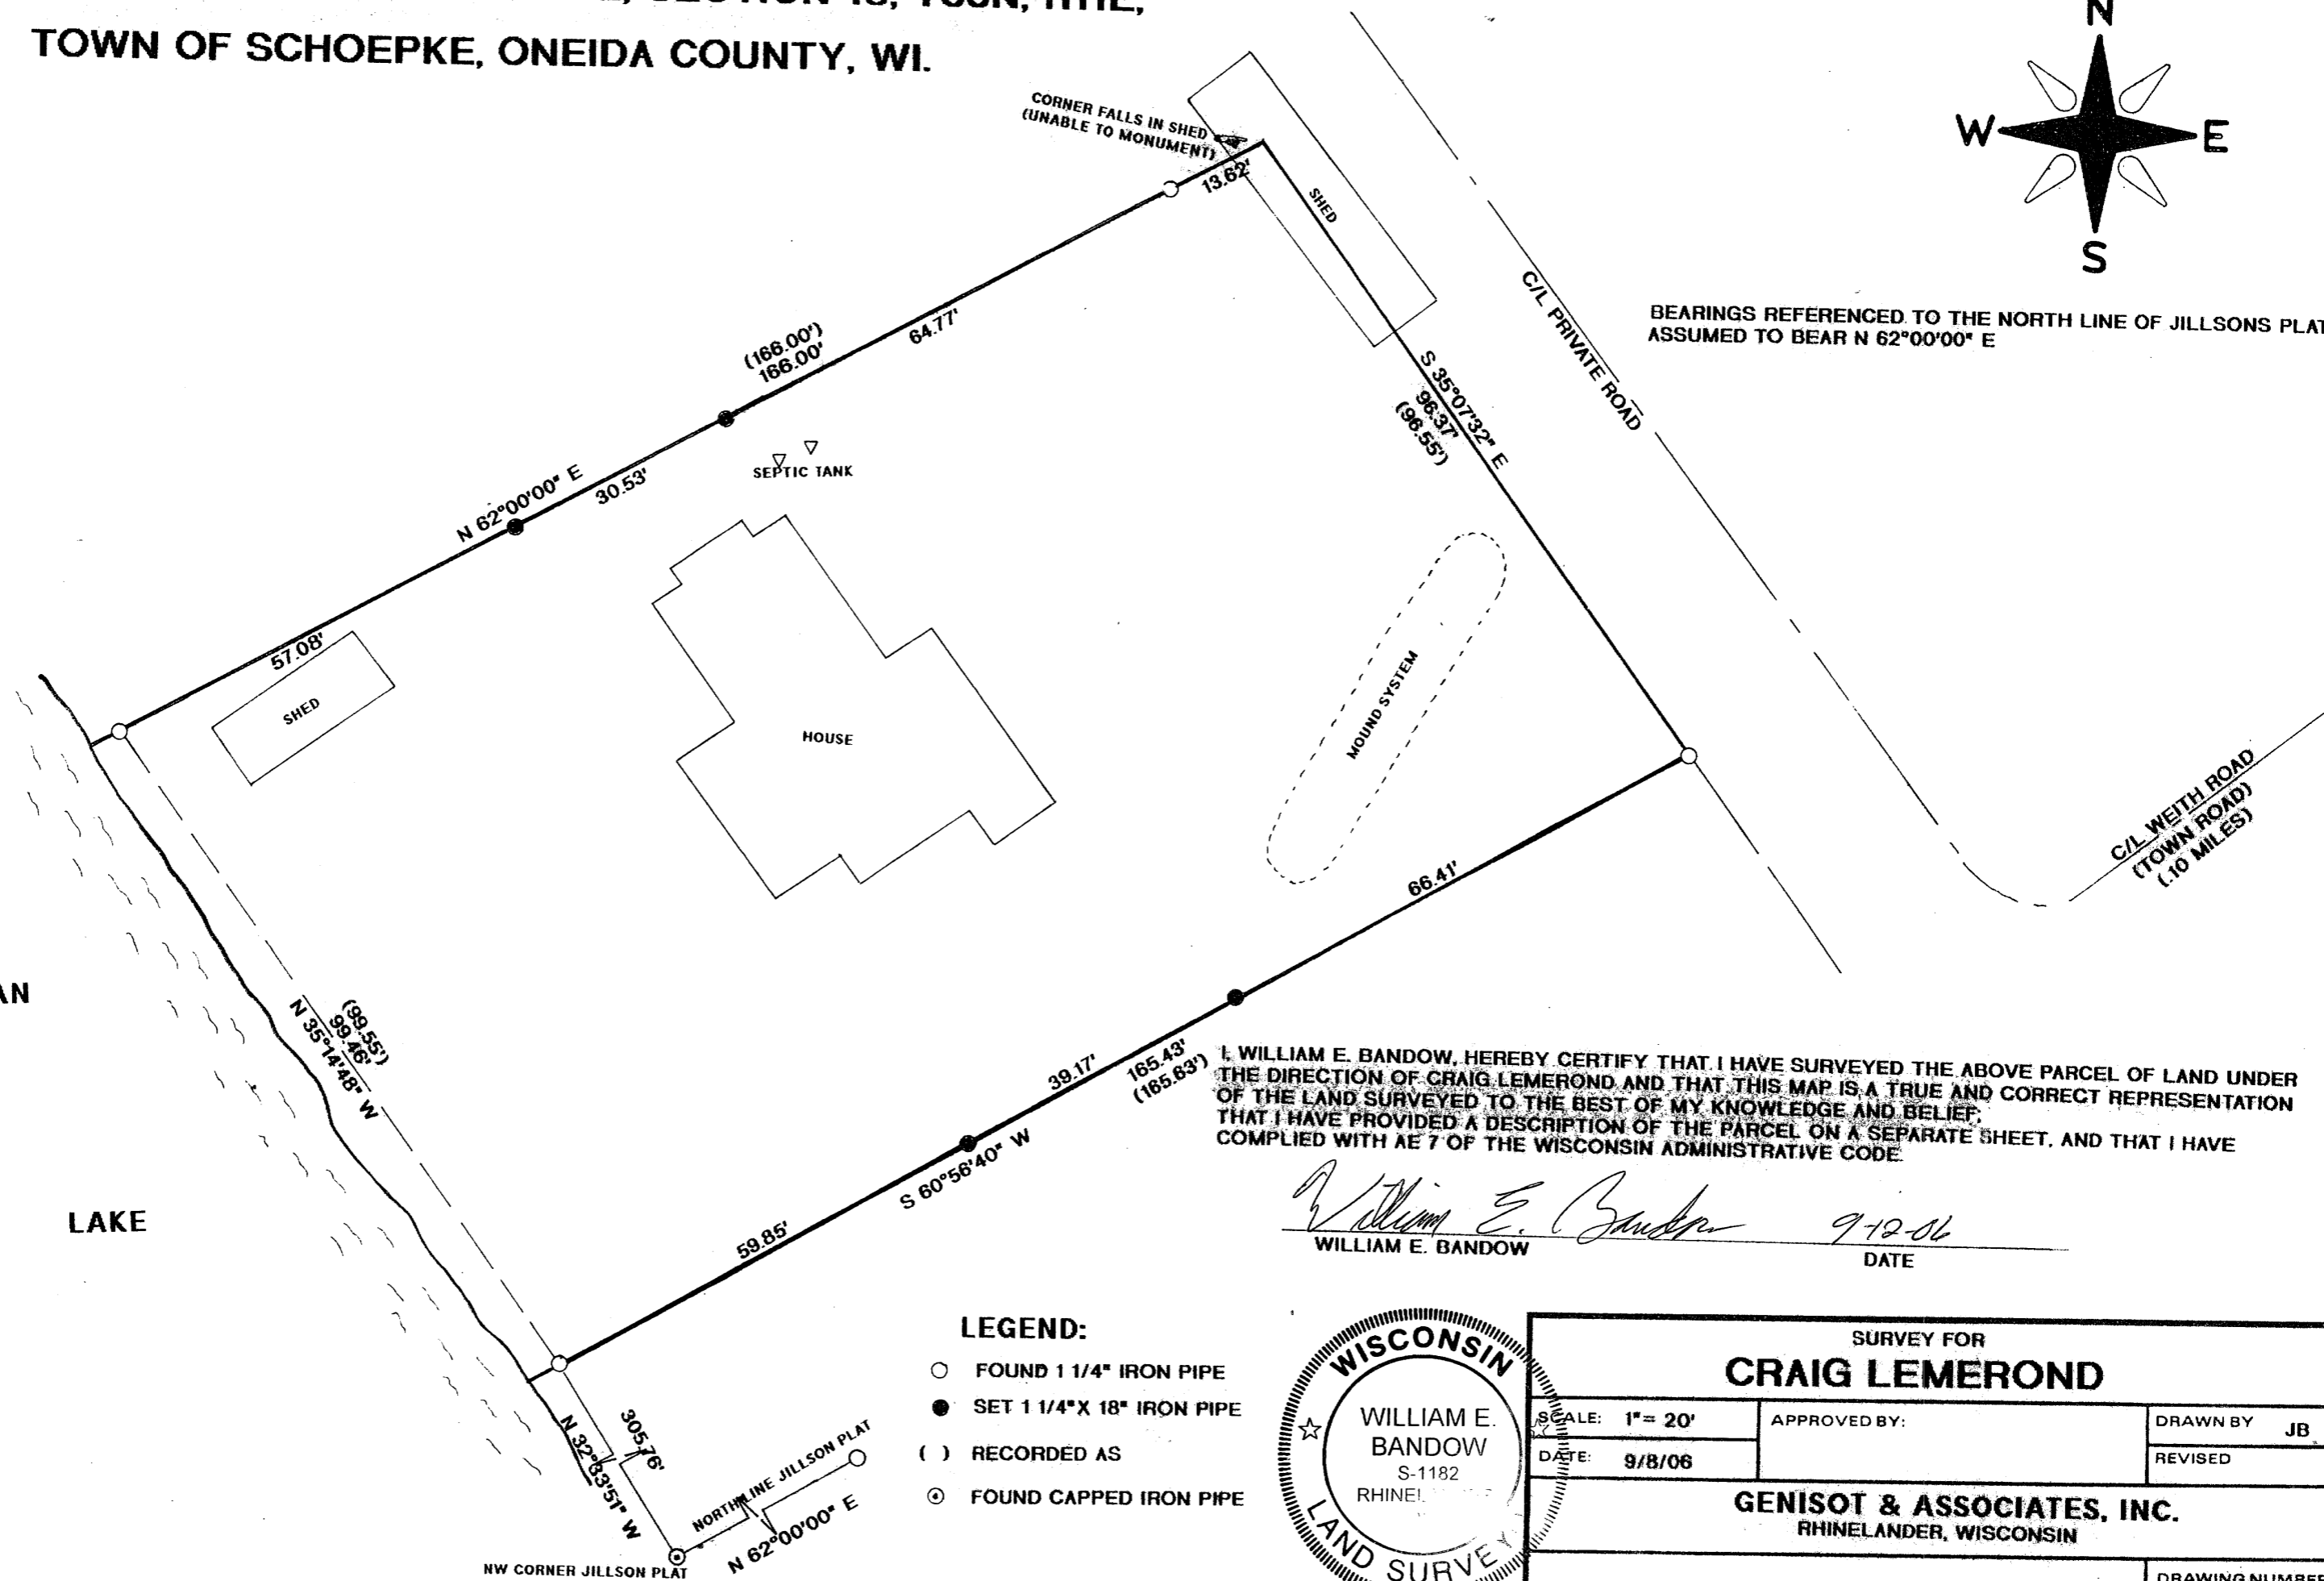 SECTION
TOWN OF SCHOEPKE, ONEIDA COUNTY, WI.
N
W E
S
CORNER FALLS IN SHED
(UNABLE TO MONUMENT)
13.62'
SHED
C/L PRIVATE ROAD
BEARINGS REFERENCED TO THE NORTH LINE OF JILLSONS PLAT
ASSUMED TO BEAR N 62°00'00" E
(166.00')
166.00'
64.77'
S 35°07'32" E
96.37'
(96.55')
SEPTIC TANK
N 62°00'00" E
30.53'
57.08'
SHED
HOUSE
MOUND SYSTEM
C/L WEITH ROAD
(TOWN ROAD)
(.10 MILES)
66.41'
AN
LAKE
(99.55')
99.46'
N 35°14'48" W
39.17'
165.43'
(165.63')
S 60°56'40" W
59.85'
I, WILLIAM E. BANDOW, HEREBY CERTIFY THAT I HAVE SURVEYED THE ABOVE PARCEL OF LAND UNDER
THE DIRECTION OF CRAIG LEMEROND AND THAT THIS MAP IS A TRUE AND CORRECT REPRESENTATION
OF THE LAND SURVEYED TO THE BEST OF MY KNOWLEDGE AND BELIEF;
THAT I HAVE PROVIDED A DESCRIPTION OF THE PARCEL ON A SEPARATE SHEET, AND THAT I HAVE
COMPLIED WITH AE 7 OF THE WISCONSIN ADMINISTRATIVE CODE.
William E. Bandow 9-12-06
WILLIAM E. BANDOW
DATE
305.76'
N 32°33'51" W
NORTH LINE JILLSON PLAT
N 62°00'00" E
NW CORNER JILLSON PLAT
LEGEND:
FOUND 1 1/4" IRON PIPE
SET 1 1/4" X 18" IRON PIPE
( ) RECORDED AS
FOUND CAPPED IRON PIPE
WISCONSIN
WILLIAM E.
BANDOW
S-1182
LAND
SURVEY FOR
CRAIG LEMEROND
SCALE: 1" = 20'
APPROVED BY:
DRAWN BY JB
DATE: 9/8/06
REVISED
GENISOT & ASSOCIATES, INC.
RHINELANDER, WISCONSIN
DRAWING NUMBER